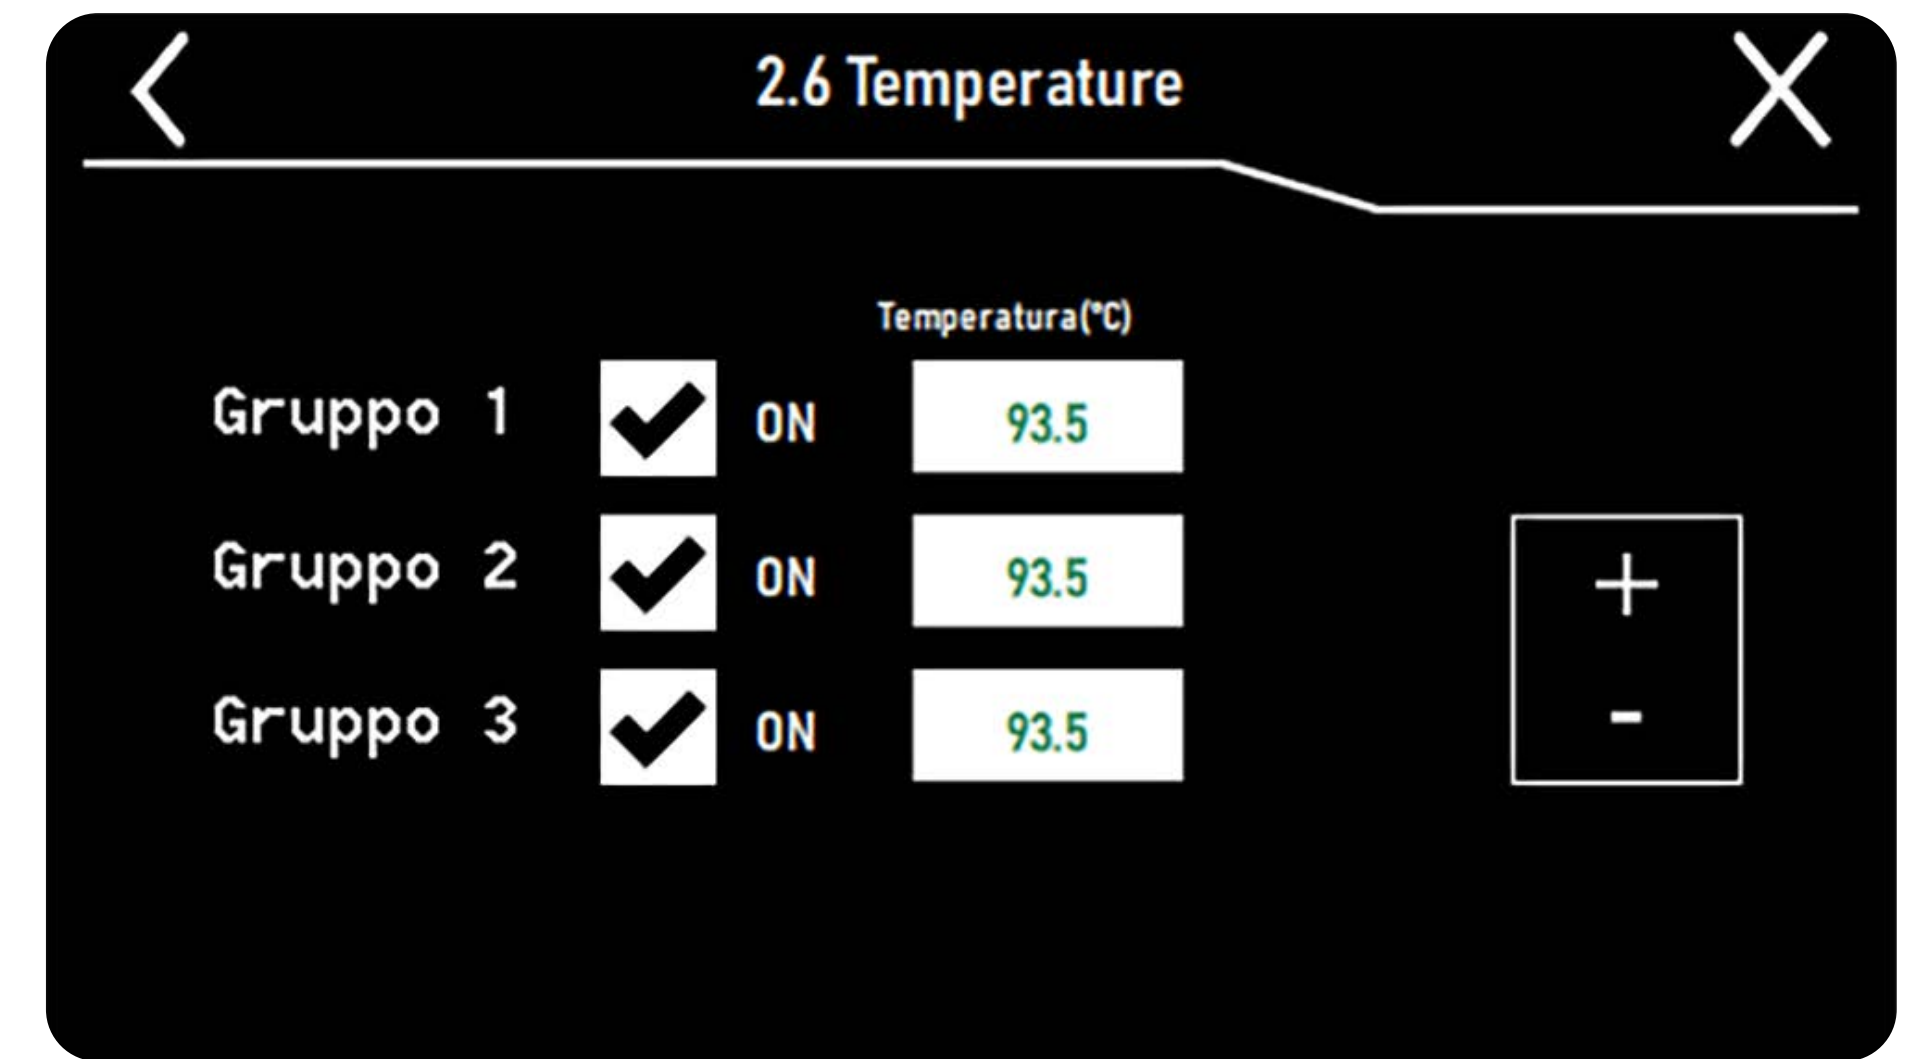 2.6 Temperature
Temperatura(°C)
Gruppo 1 ON 93.5
Gruppo 2 ON 93.5
Gruppo 3 ON 93.5
+
-